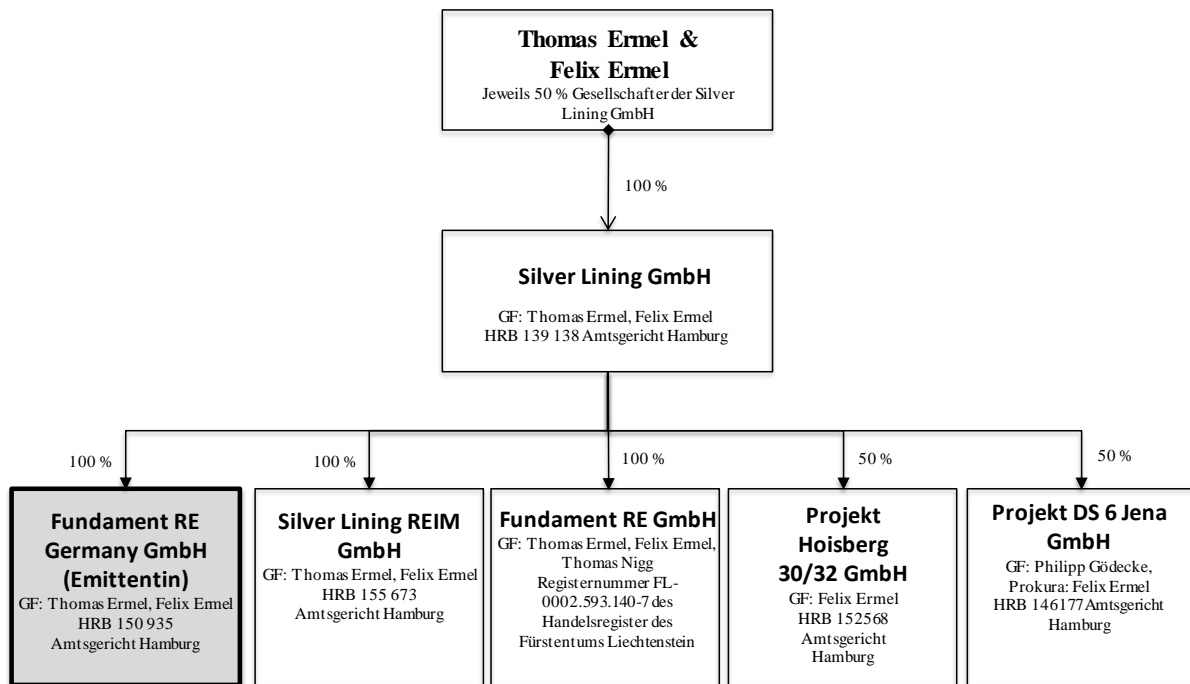 Thomas Ermel &
Felix Ermel
Jeweils 50 % Gesellschafter der Silver
Lining GmbH
100 %
Silver Lining GmbH
GF: Thomas Ermel, Felix Ermel
HRB 139 138 Amtsgericht Hamburg
100 %
100 %
100 %
50 %
50 %
Fundament RE
Germany GmbH
(Emittentin)
GF: Thomas Ermel, Felix Ermel
HRB 150 935
Amtsgericht Hamburg
Silver Lining REIM
GmbH
GF: Thomas Ermel, Felix Ermel
HRB 155 673
Amtsgericht Hamburg
Fundament RE GmbH
GF: Thomas Ermel, Felix Ermel,
Thomas Nigg
Registernummer FL-
0002.593.140-7 des
Handelsregister des
Fürstentums Liechtenstein
Projekt
Hoisberg
30/32 GmbH
GF: Felix Ermel
HRB 152568
Amtsgericht
Hamburg
Projekt DS 6 Jena
GmbH
GF: Philipp Gödecke,
Prokura: Felix Ermel
HRB 146177 Amtsgericht
Hamburg